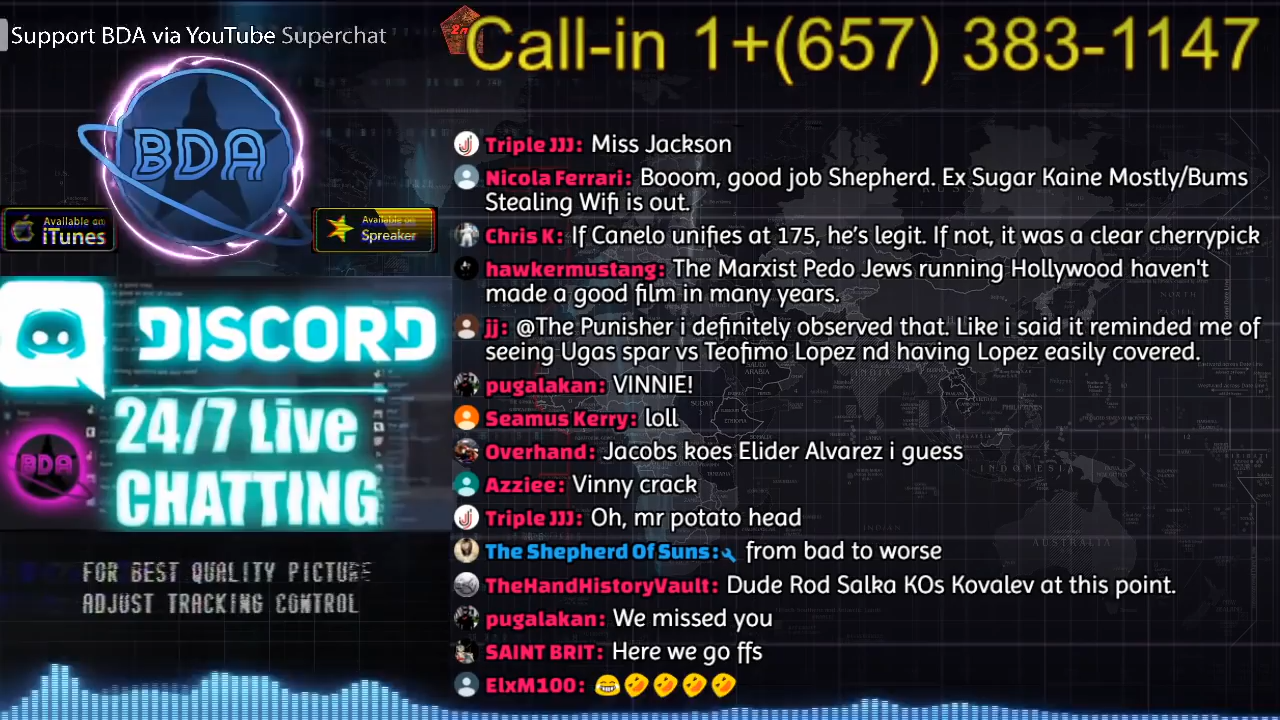 Support BDA via YouTube Superchat
Call-in 1+(657) 383-1147
BDA
Available on
iTunes
Available on
Spreaker
DISCORD
24/7 Live
CHATTING
BDA
FOR BEST QUALITY PICTURE
ADJUST TRACKING CONTROL
Triple JJJ: Miss Jackson
Nicola Ferrari: Booom, good job Shepherd. Ex Sugar Kaine Mostly/Bums
Stealing Wifi is out.
Chris K: If Canelo unifies at 175, he's legit. If not, it was a clear cherrypick
hawkermustang: The Marxist Pedo Jews running Hollywood haven't
made a good film in many years.
jj: @The Punisher i definitely observed that. Like i said it reminded me of
seeing Ugas spar vs Teofimo Lopez nd having Lopez easily covered.
pugalakan: VINNIE!
Seamus Kerry: loll
Overhand: Jacobs koes Elider Alvarez i guess
Azziee: Vinny crack
Triple JJJ: Oh, mr potato head
The Shepherd Of Suns: from bad to worse
TheHandHistoryVault: Dude Rod Salka KOs Kovalev at this point.
pugalakan: We missed you
SAINT BRIT: Here we go ffs
ElxM100: 😂🤣🤣🤣🤣